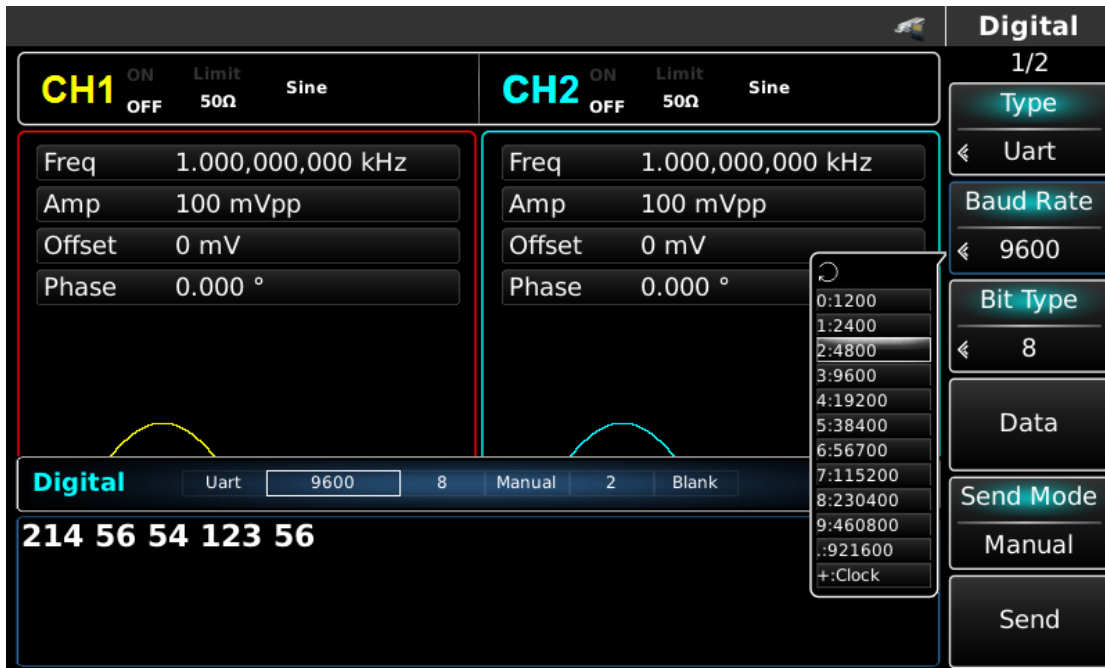 Digital
1/2
CH1 ON OFF Limit 50Ω Sine
CH2 ON OFF Limit 50Ω Sine
Freq 1.000,000,000 kHz
Amp 100 mVpp
Offset 0 mV
Phase 0.000 °
Freq 1.000,000,000 kHz
Amp 100 mVpp
Offset 0 mV
Phase 0.000 °
0:1200
1:2400
2:4800
3:9600
4:19200
5:38400
6:56700
7:115200
8:230400
9:460800
.:921600
+:Clock
Digital Uart 9600 8 Manual 2 Blank
214 56 54 123 56
Type
Uart
Baud Rate
9600
Bit Type
8
Data
Send Mode
Manual
Send